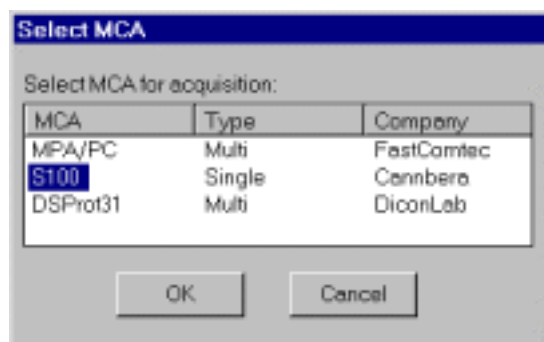 Select MCA
Select MCA for acquisition:
MCA Type Company
MPA/PC Multi FastComtec
S100 Single Cannbera
DSProt31 Multi DiconLab
OK Cancel